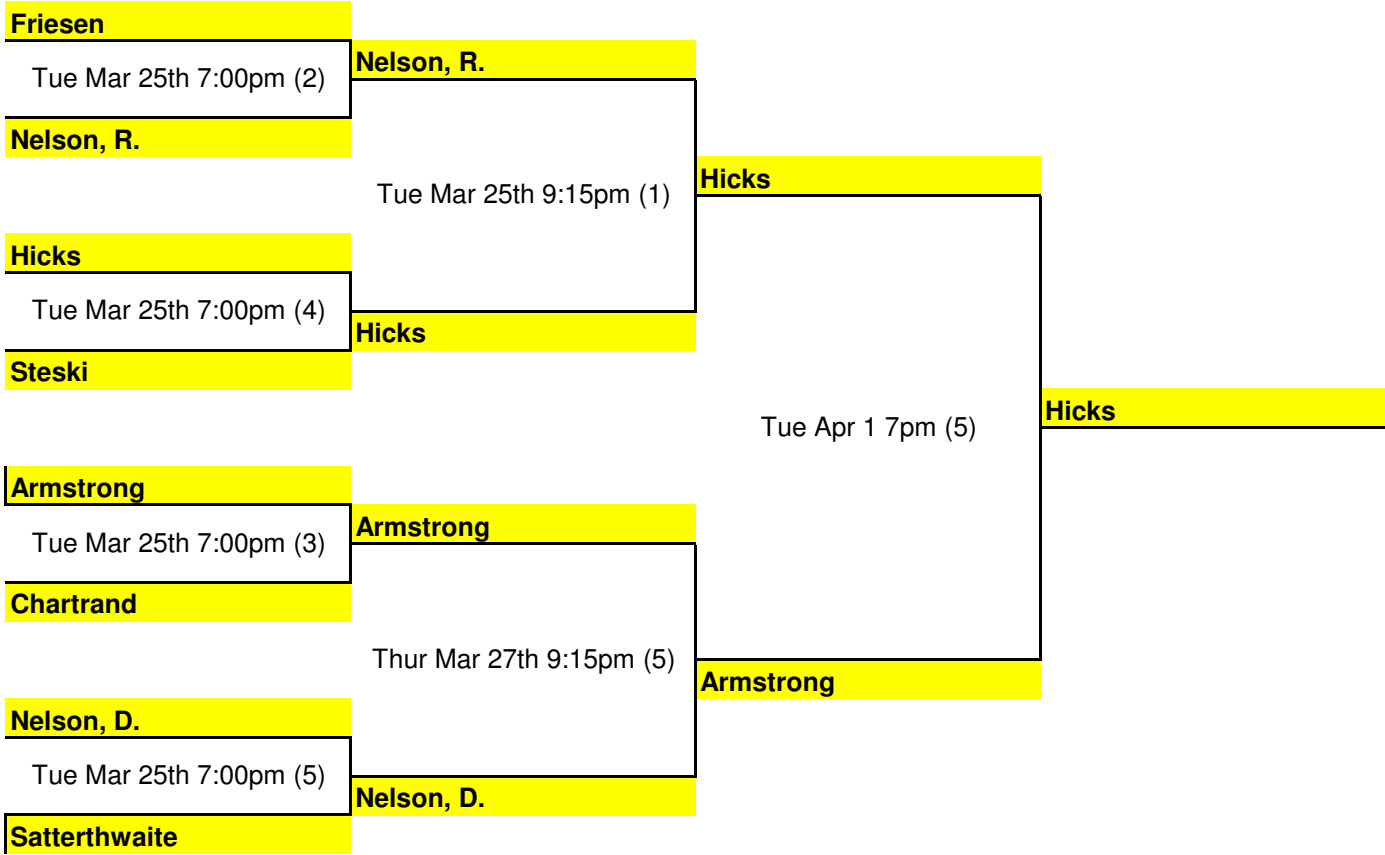 Friesen
Tue Mar 25th 7:00pm (2)
Nelson, R.
Nelson, R.
Tue Mar 25th 9:15pm (1)
Hicks
Hicks
Tue Mar 25th 7:00pm (4)
Hicks
Steski
Tue Apr 1 7pm (5)
Hicks
Armstrong
Tue Mar 25th 7:00pm (3)
Armstrong
Chartrand
Thur Mar 27th 9:15pm (5)
Armstrong
Nelson, D.
Tue Mar 25th 7:00pm (5)
Nelson, D.
Satterthwaite